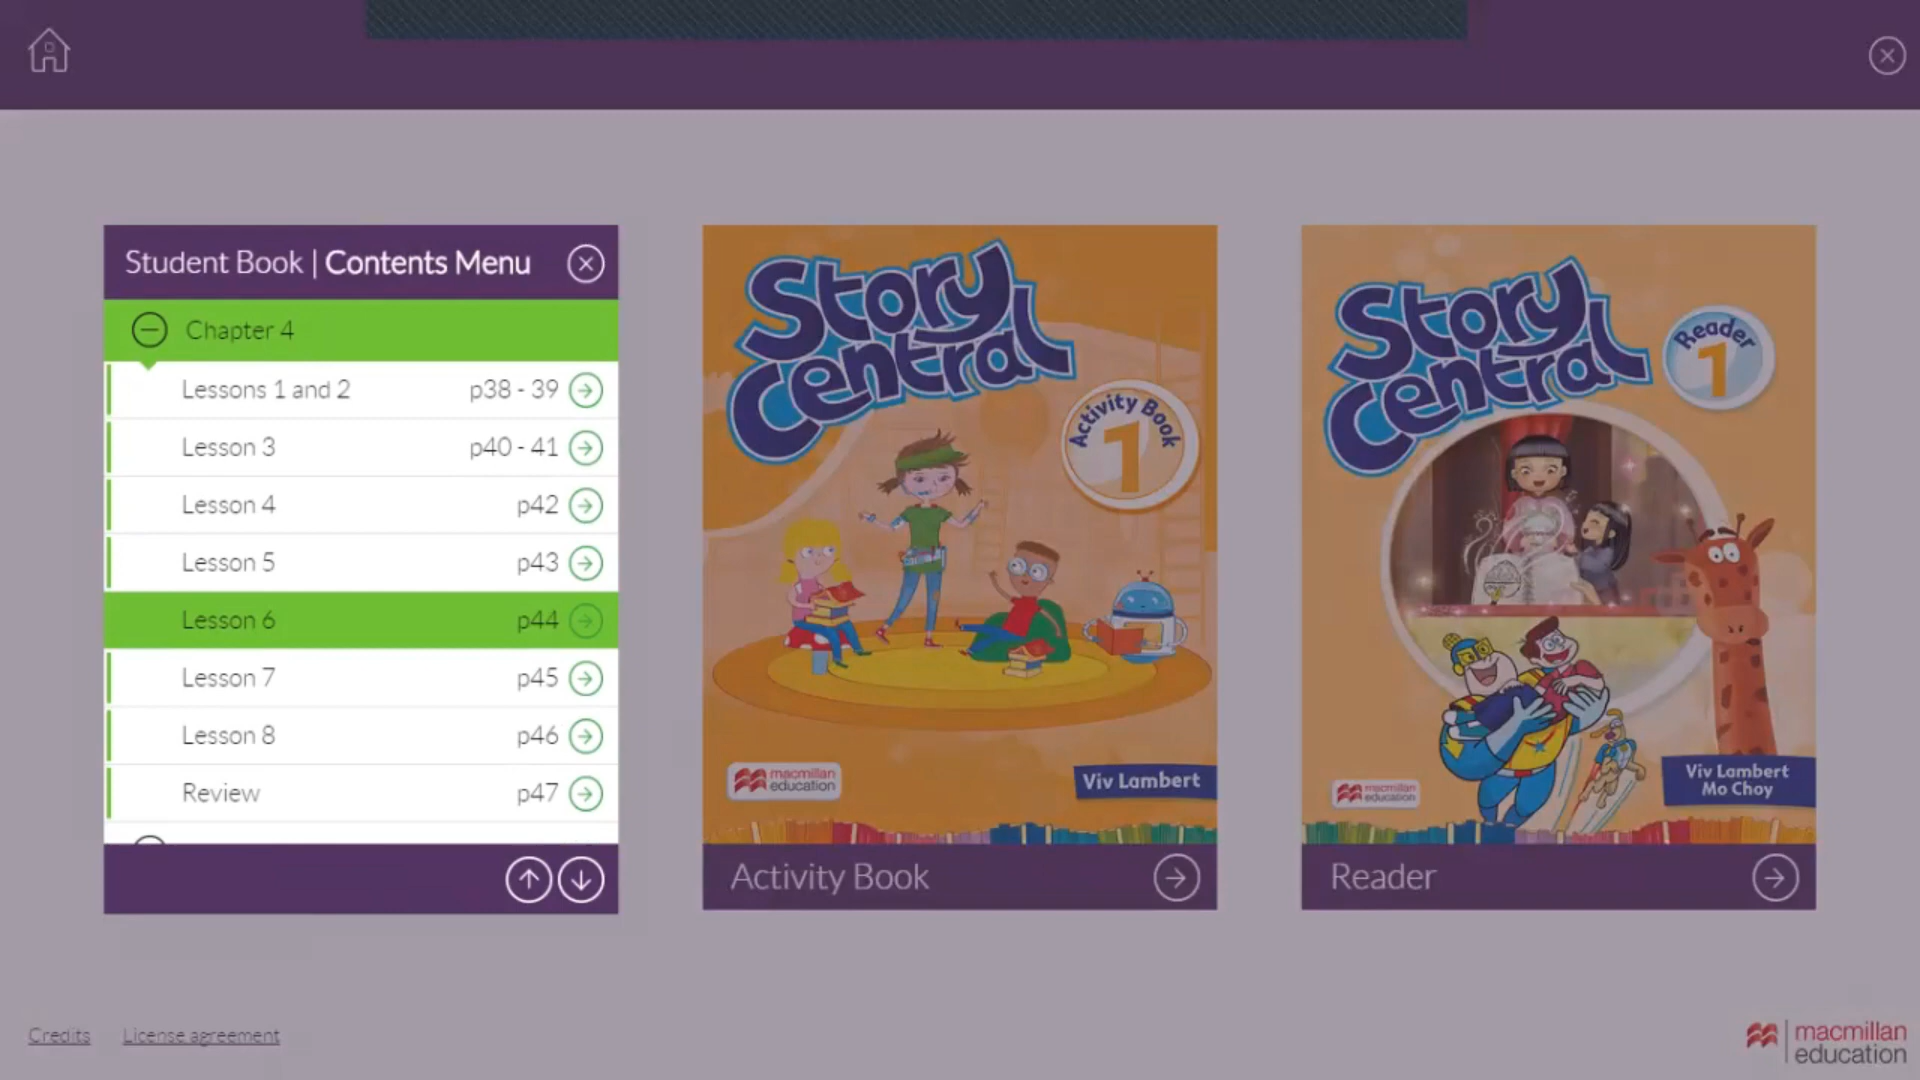 Student Book | Contents Menu
Chapter 4
Lessons 1 and 2 p38 - 39
Lesson 3 p40 - 41
Lesson 4 p42
Lesson 5 p43
Lesson 6 p44
Lesson 7 p45
Lesson 8 p46
Review p47
Story
Central
Activity Book
1
macmillan
education
Viv Lambert
Activity Book
Story
Central
Reader
1
macmillan
education
Viv Lambert
Mo Choy
Reader
Credits License agreement
macmillan
education